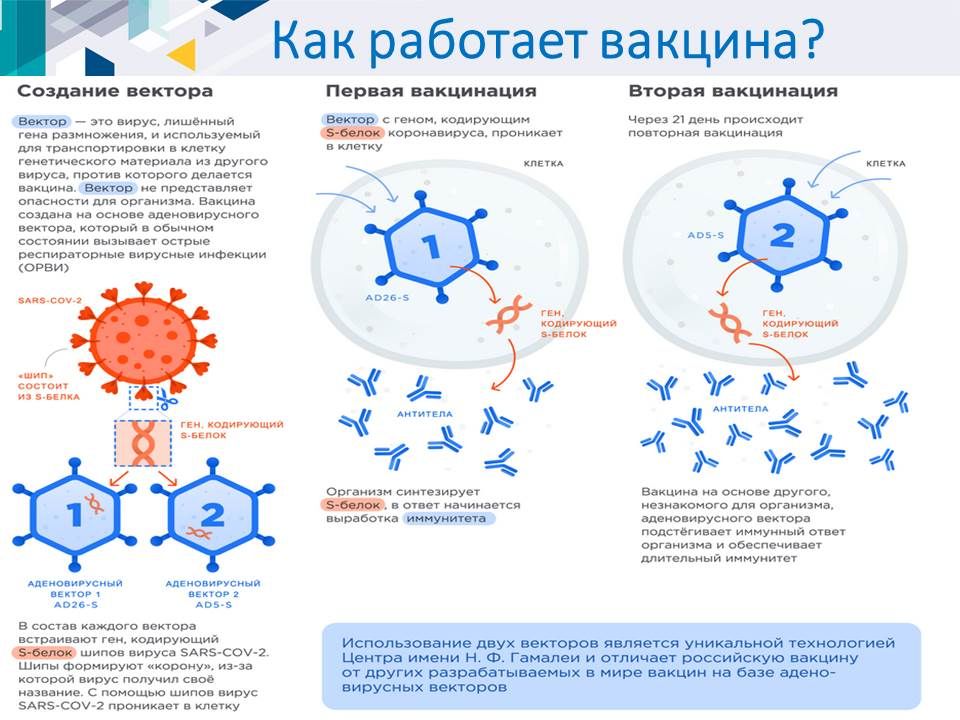 Как работает вакцина?
Создание вектора
Вектор — это вирус, лишённый
гена размножения, и используемый
для транспортировки в клетку
генетического материала из другого
вируса, против которого делается
вакцина. Вектор не представляет
опасности для организма. Вакцина
создана на основе аденовирусного
вектора, который в обычном
состоянии вызывает острые
респираторные вирусные инфекции
(ОРВИ)
SARS-COV-2
«ШИП»
СОСТОИТ
ИЗ S-БЕЛКА
ГЕН, КОДИРУЮЩИЙ
S-БЕЛОК
1
2
АДЕНОВИРУСНЫЙ
ВЕКТОР 1
AD26-S
АДЕНОВИРУСНЫЙ
ВЕКТОР 2
AD5-S
В состав каждого вектора
встраивают ген, кодирующий
S-белок шипов вируса SARS-COV-2.
Шипы формируют «корону», из-за
которой вирус получил своё
название. С помощью шипов вирус
SARS-COV-2 проникает в клетку
Первая вакцинация
Вектор с геном, кодирующим
S-белок коронавируса, проникает
в клетку
КЛЕТКА
1
AD26-S
ГЕН,
КОДИРУЮЩИЙ
S-БЕЛОК
АНТИТЕЛА
Организм синтезирует
S-белок, в ответ начинается
выработка иммунитета
Вторая вакцинация
Через 21 день происходит
повторная вакцинация
КЛЕТКА
2
AD5-S
ГЕН,
КОДИРУЮЩИЙ
S-БЕЛОК
АНТИТЕЛА
Вакцина на основе другого,
незнакомого для организма,
аденовирусного вектора
подстёгивает иммунный ответ
организма и обеспечивает
длительный иммунитет
Использование двух векторов является уникальной технологией
Центра имени Н. Ф. Гамалеи и отличает российскую вакцину
от других разрабатываемых в мире вакцин на базе адено-
вирусных векторов